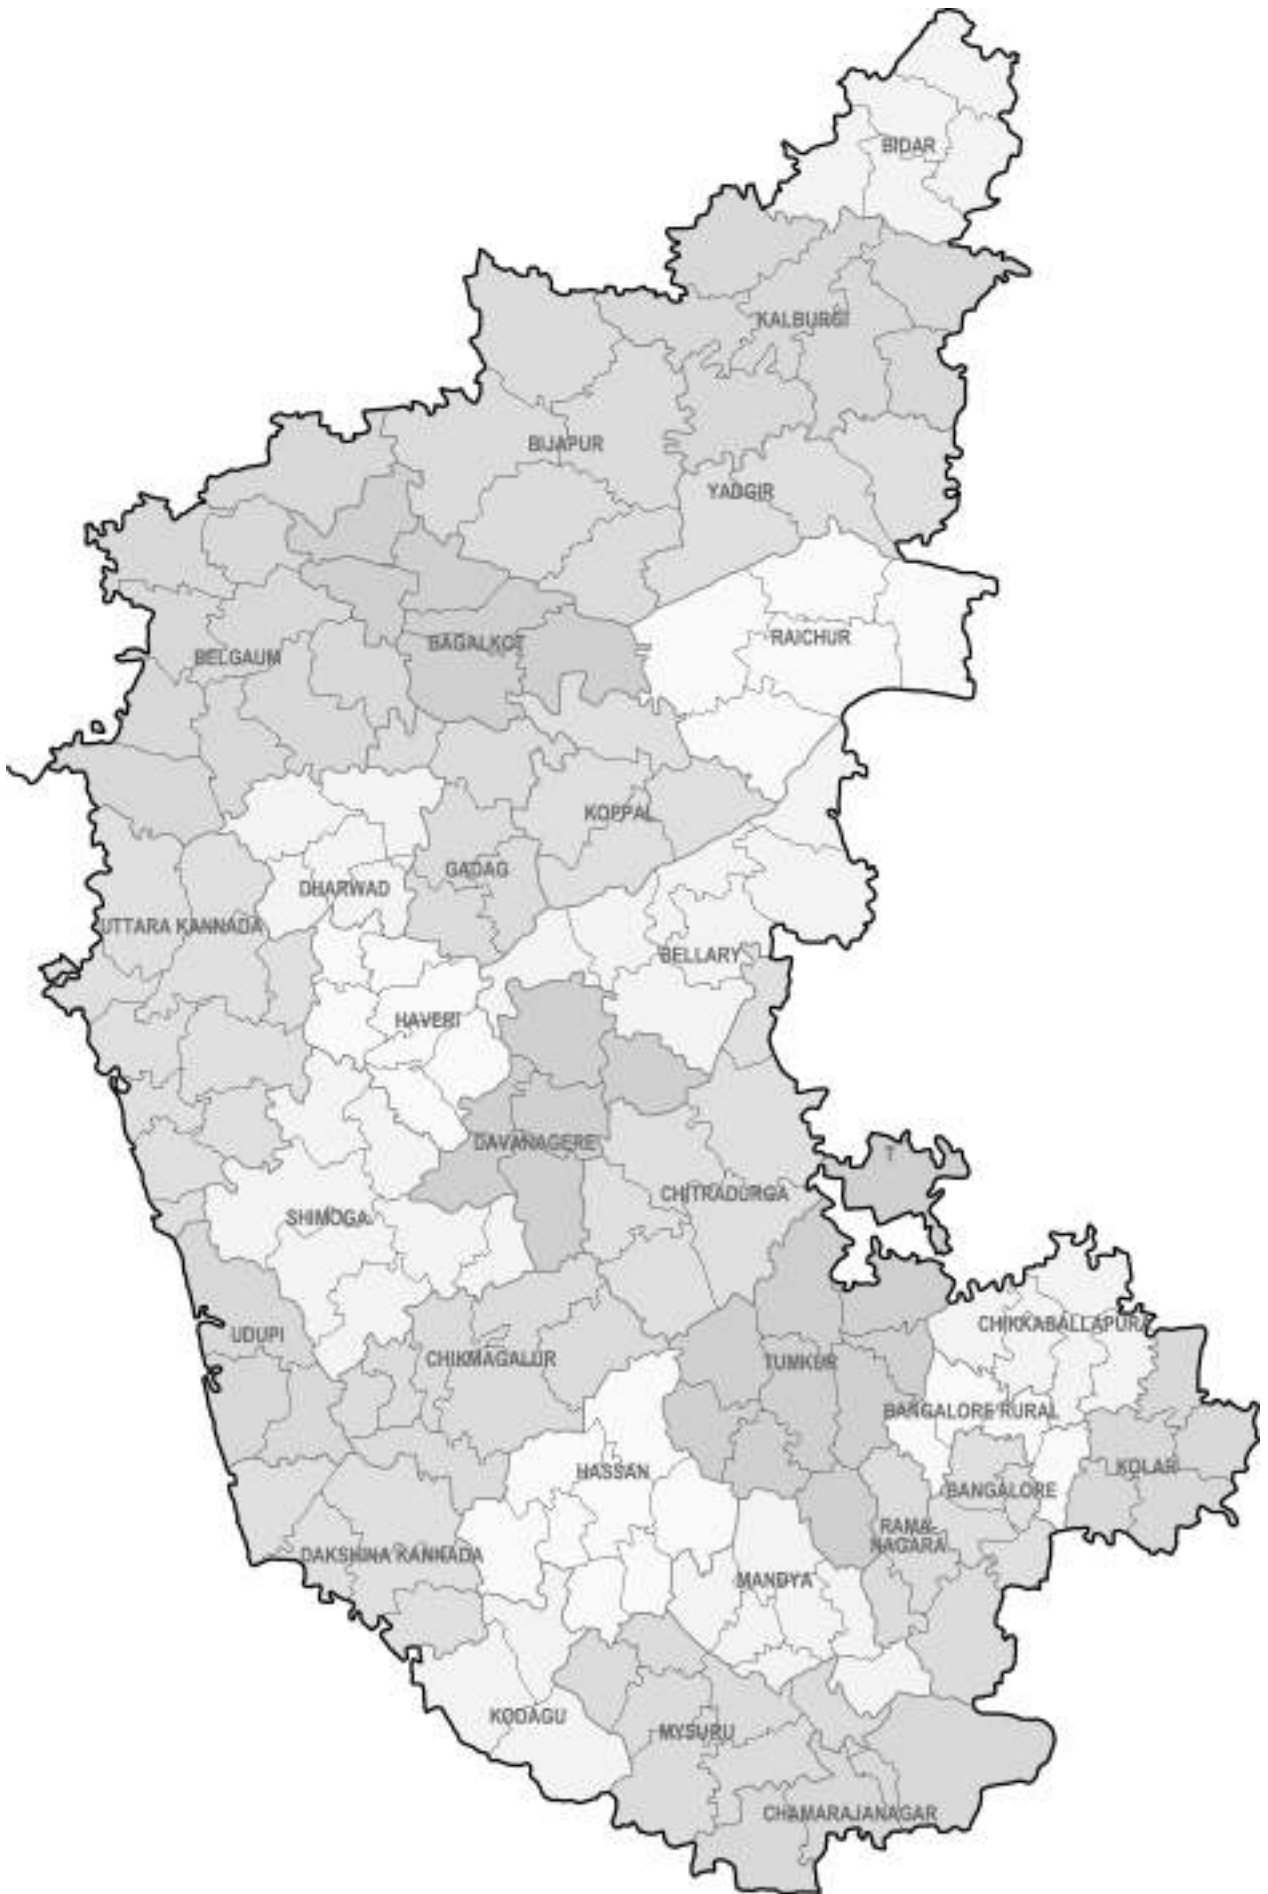 BIDAR
KALBURGI
BIJAPUR
YADGIR
RAICHUR
BAGALKOT
BELGAUM
KOPPAL
GADAG
DHARWAD
UTTARA KANNADA
BELLARY
HAVERI
DAVANAGERE
T
CHITRADURGA
SHIMOGA
CHIKKABALLAPURA
UDUPI
CHIKMAGALUR
TUMKUR
BANGALORE RURAL
KOLAR
HASSAN
BANGALORE
RAMA-
NAGARA
DAKSHINA KANNADA
MANDYA
KODAGU
MYSURU
CHAMARAJANAGAR